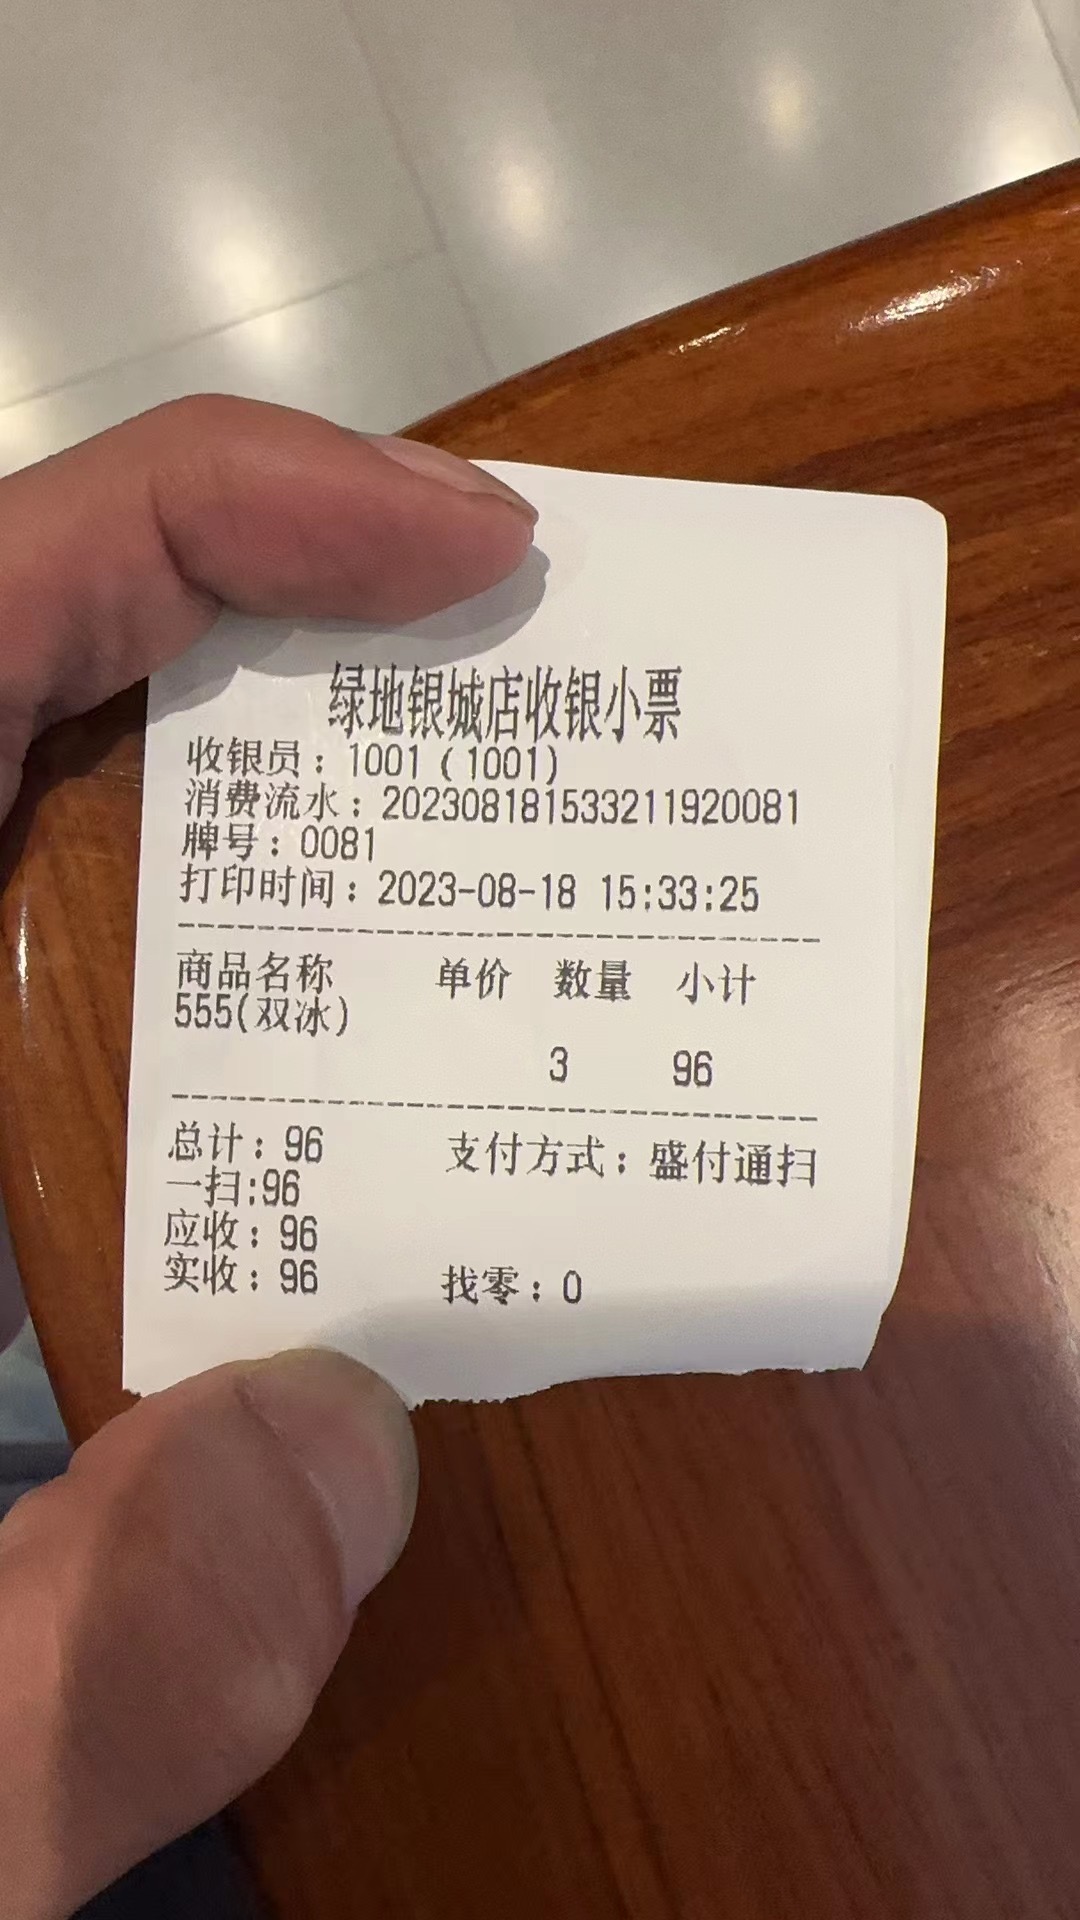 绿地银城店收银小票
收银员：1001（1001）
消费流水：202308181533211920081
牌号：0081
打印时间：2023-08-18 15:33:25
商品名称 单价 数量 小计
555(双冰)
3 96
总计：96 支付方式：盛付通扫
一扫:96
应收：96
实收：96 找零：0